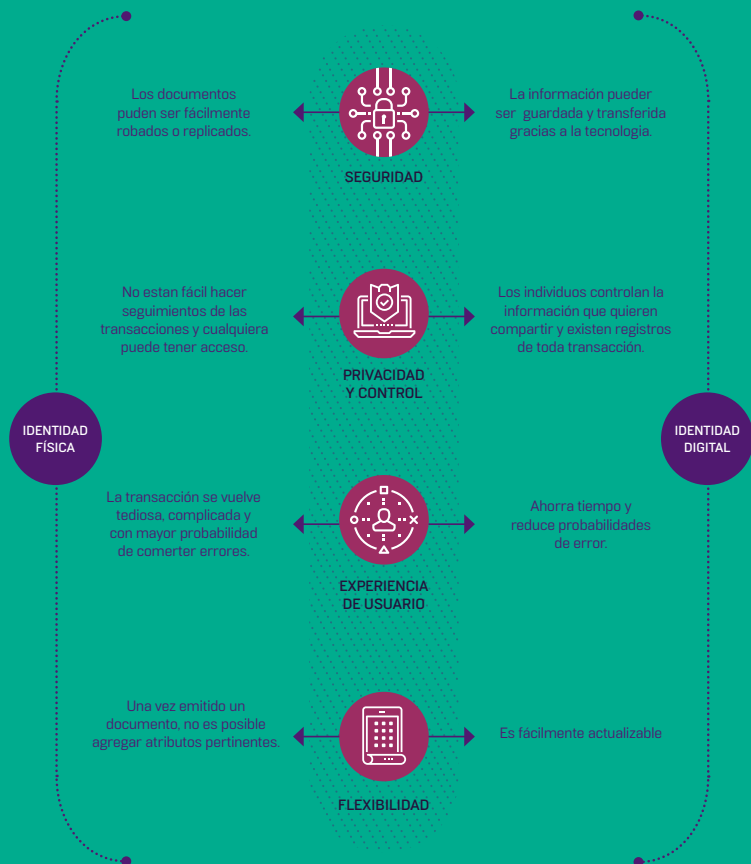 Los documentos
puden ser fácilmente
robados o replicados.
SEGURIDAD
La información pueder
ser guardada y transferida
gracias a la tecnologia.
No estan fácil hacer
seguimientos de las
transacciones y cualquiera
puede tener acceso.
PRIVACIDAD
Y CONTROL
Los individuos controlan la
información que quieren
compartir y existen registros
de toda transacción.
IDENTIDAD
FÍSICA
IDENTIDAD
DIGITAL
La transacción se vuelve
tediosa, complicada y
con mayor probabilidad
de comerter errores.
EXPERIENCIA
DE USUARIO
Ahorra tiempo y
reduce probabilidades
de error.
Una vez emitido un
documento, no es posible
agregar atributos pertinentes.
FLEXIBILIDAD
Es fácilmente actualizable